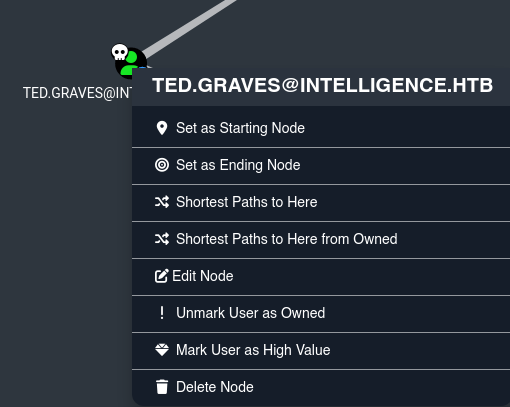 TED.GRAVES@INT
TED.GRAVES@INTELLIGENCE.HTB
Set as Starting Node
Set as Ending Node
Shortest Paths to Here
Shortest Paths to Here from Owned
Edit Node
Unmark User as Owned
Mark User as High Value
Delete Node